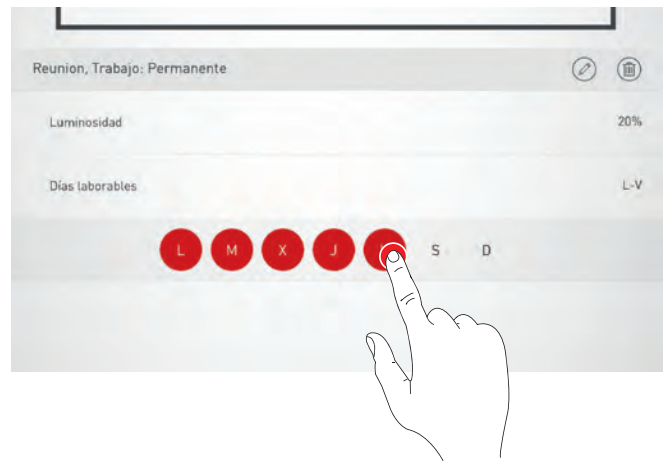 Reunion, Trabajo: Permanente
Luminosidad 20%
Días laborables L-V
L M X J S D